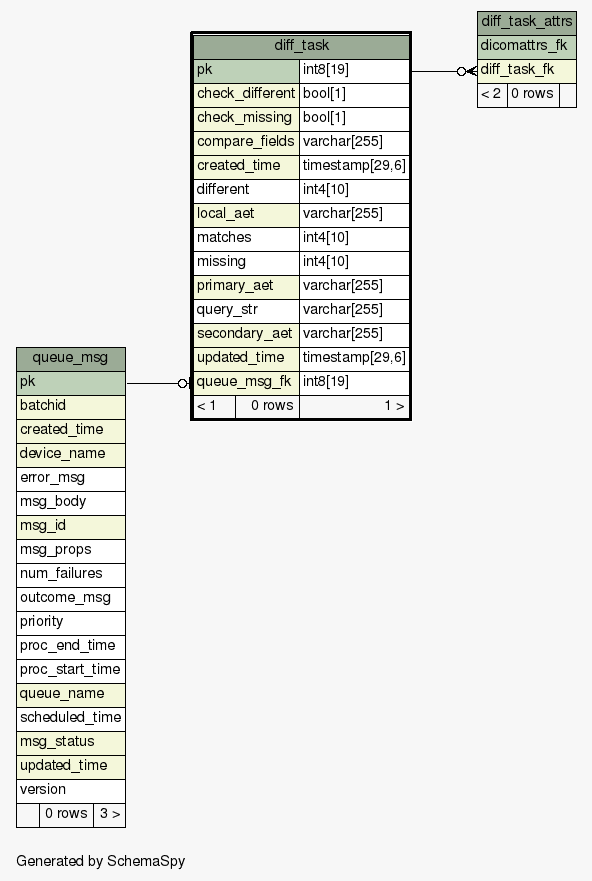 diff_task_attrs
dicomattrs_fk
diff_task_fk
< 2 0 rows
diff_task
pk int8[19]
check_different bool[1]
check_missing bool[1]
compare_fields varchar[255]
created_time timestamp[29,6]
different int4[10]
local_aet varchar[255]
matches int4[10]
missing int4[10]
primary_aet varchar[255]
query_str varchar[255]
secondary_aet varchar[255]
updated_time timestamp[29,6]
queue_msg_fk int8[19]
< 1 0 rows 1 >
queue_msg
pk
batchid
created_time
device_name
error_msg
msg_body
msg_id
msg_props
num_failures
outcome_msg
priority
proc_end_time
proc_start_time
queue_name
scheduled_time
msg_status
updated_time
version
0 rows 3 >
Generated by SchemaSpy